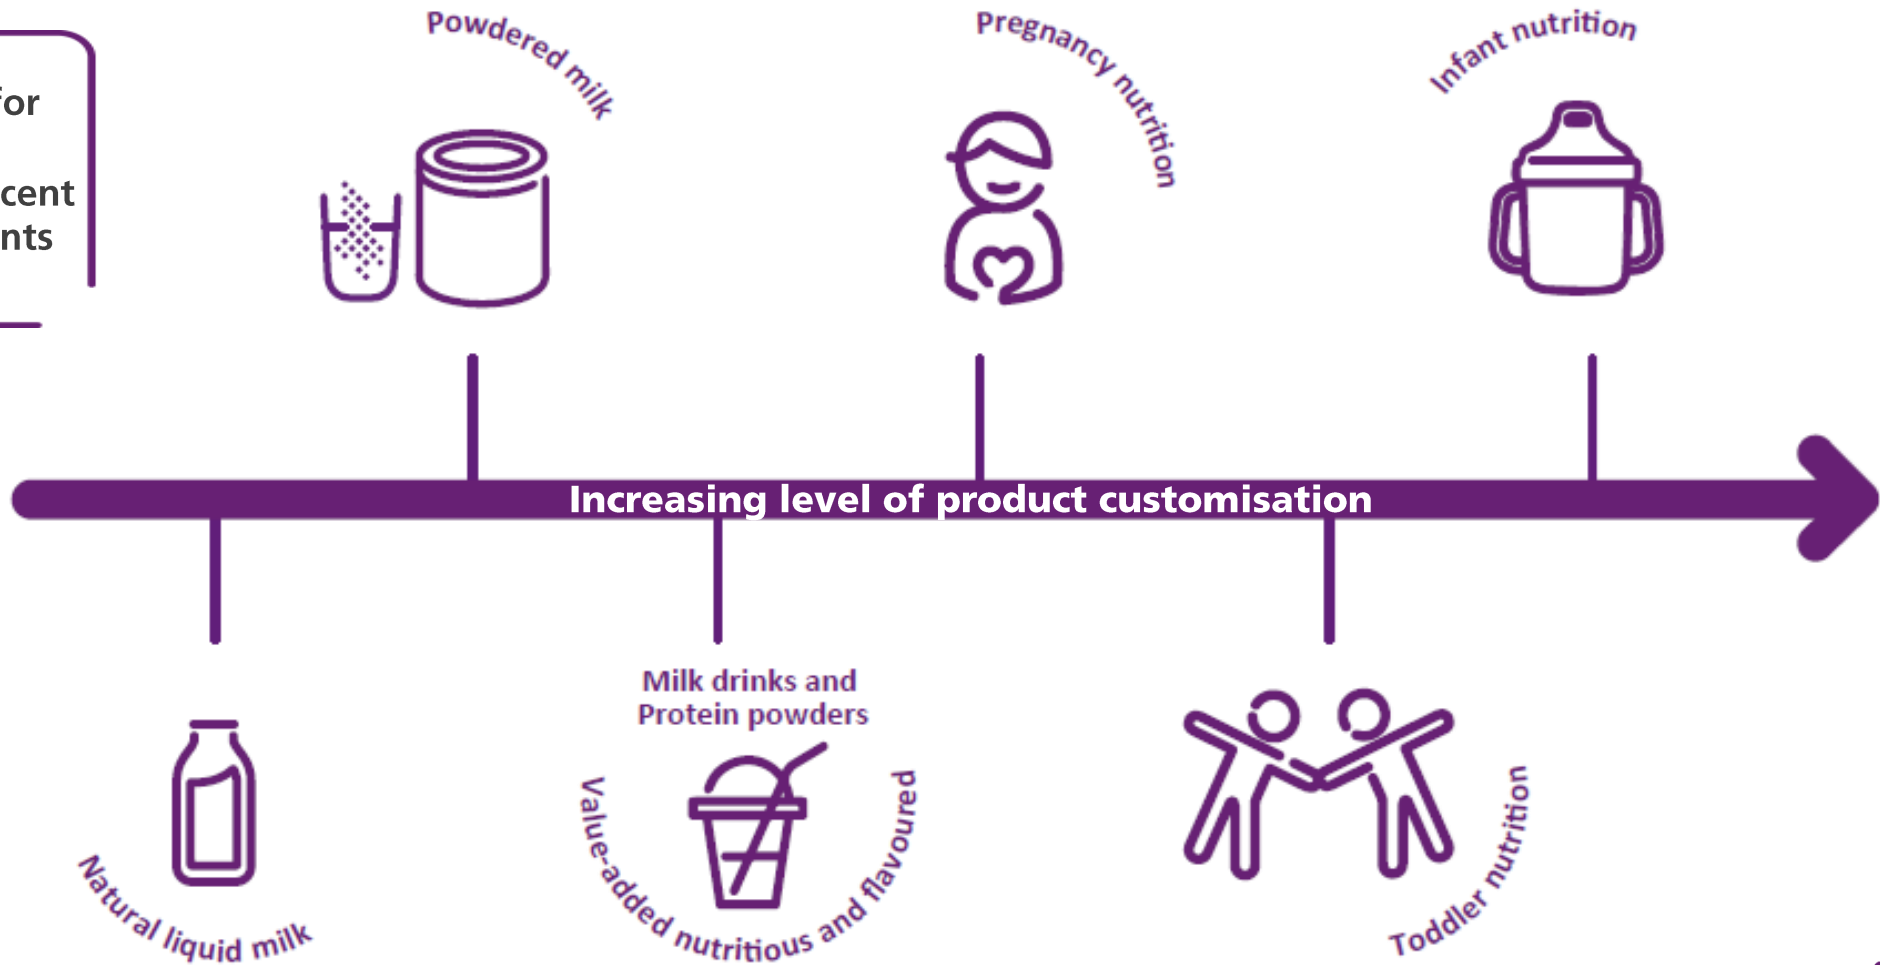 for
cent
nts
Powdered milk
Pregnancy nutrition
Infant nutrition
Increasing level of product customisation
Natural liquid milk
Milk drinks and
Protein powders
Value-added nutritious and flavoured
Toddler nutrition